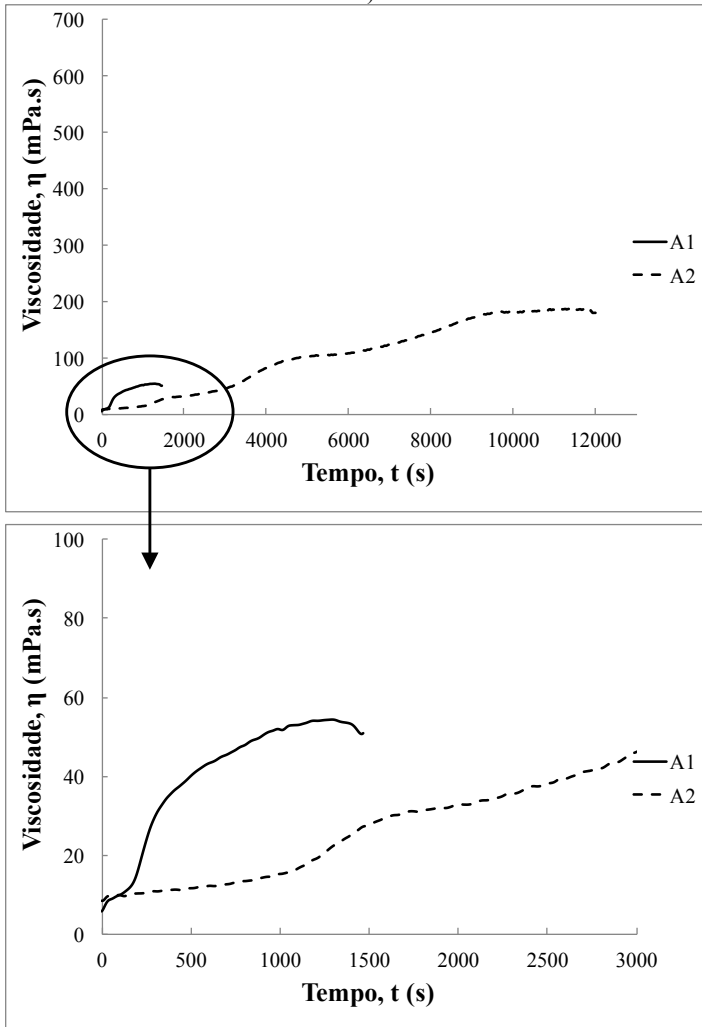 )
700
600
500
400
300
200
100
0
Viscosidade, η (mPa.s)
0 2000 4000 6000 8000 10000 12000
Tempo, t (s)
A1
A2
100
80
60
40
20
0
Viscosidade, η (mPa.s)
0 500 1000 1500 2000 2500 3000
Tempo, t (s)
A1
A2